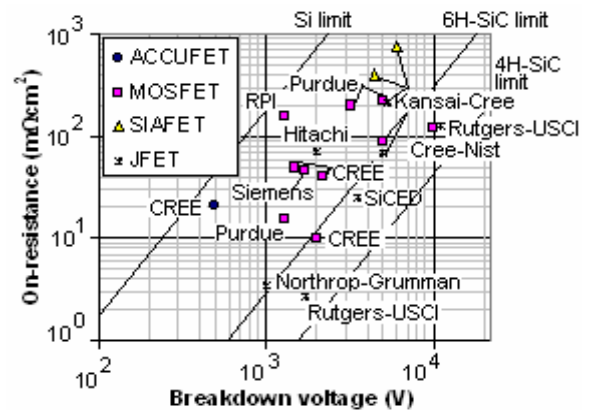 Si limit
6H-SiC limit
4H-SiC
limit
On-resistance (mΩcm²)
10³
10²
10¹
10⁰
ACCUFET
MOSFET
SIAFET
JFET
Purdue
RPI
Kansai-Cree
Hitachi
Rutgers-USCI
Cree-Nist
CREE
Siemens
SiCED
CREE
Purdue
CREE
Northrop-Grumman
Rutgers-USCI
10²
10³
10⁴
Breakdown voltage (V)